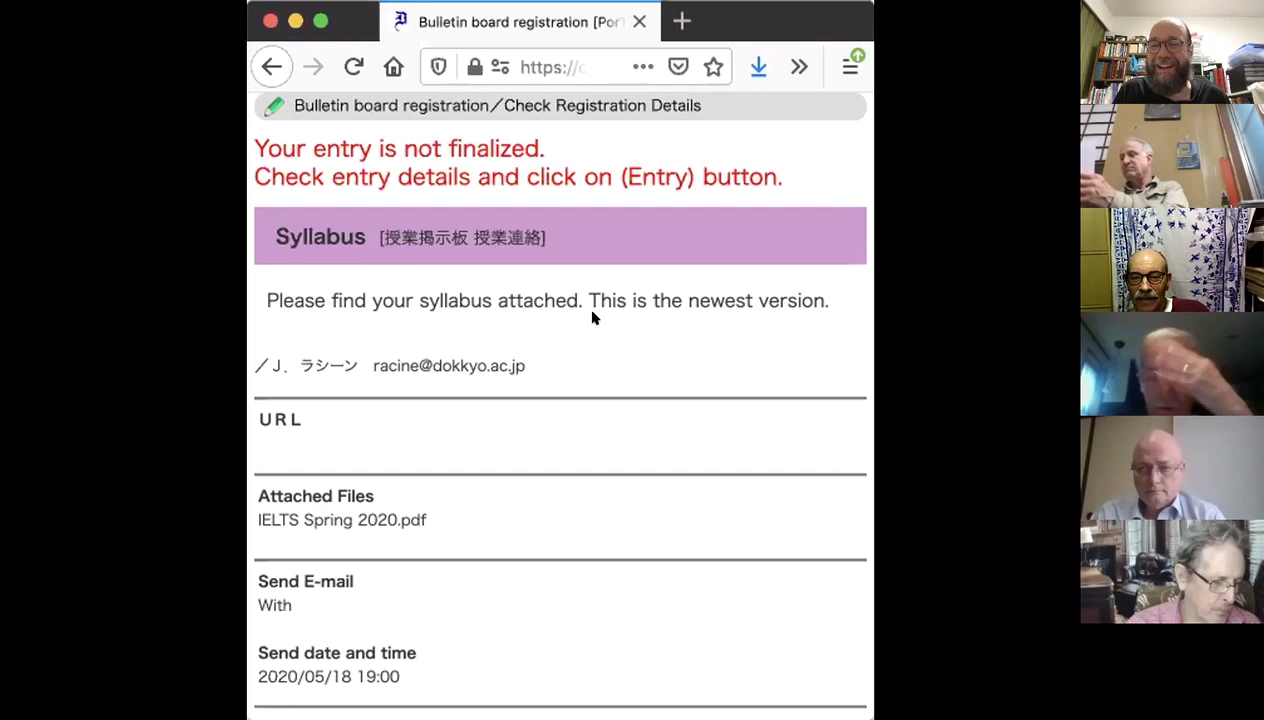 Bulletin board registration [Por
https://
Bulletin board registration／Check Registration Details
Your entry is not finalized.
Check entry details and click on (Entry) button.
Syllabus [授業掲示板 授業連絡]
Please find your syllabus attached. This is the newest version.
／J．ラシーン racine@dokkyo.ac.jp
URL
Attached Files
IELTS Spring 2020.pdf
Send E-mail
With
Send date and time
2020/05/18 19:00